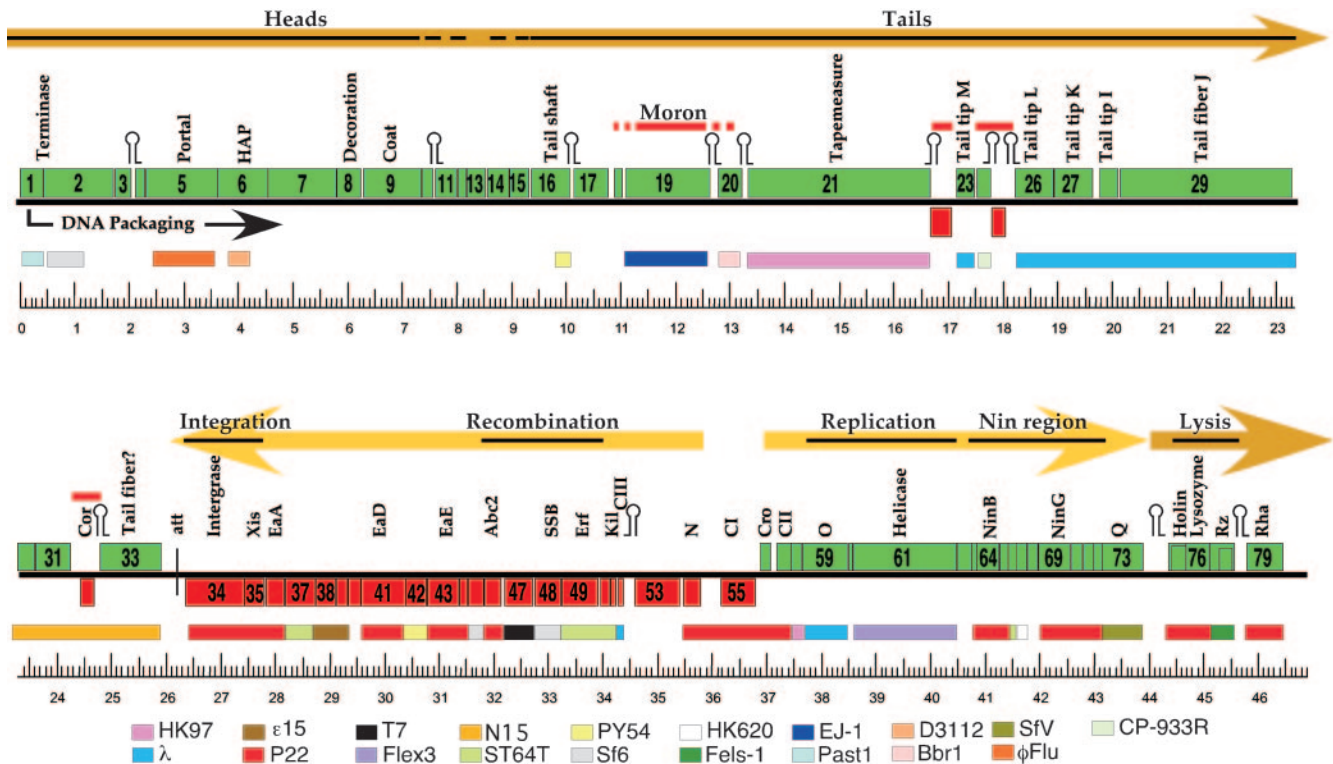 Heads Tails
Terminase Portal HAP Decoration Coat Tail shaft Moron Tapemeasure Tail tip M Tail tip L Tail tip K Tail tip I Tail fiber J
1 2 3 5 6 7 8 9 11 13 14 15 16 17 19 20 21 23 26 27 29
DNA Packaging
0 1 2 3 4 5 6 7 8 9 10 11 12 13 14 15 16 17 18 19 20 21 22 23
Integration Recombination Replication Nin region Lysis
Cor Tail fiber? att Intergrase Xis EaA EaD EaE Abc2 SSB Erf Kil CIII N CI Cro CII O Helicase NinB NinG Q Holin Lysozyme Rz Rha
31 33 59 61 64 69 73 76 79
34 35 37 38 41 42 43 47 48 49 53 55
24 25 26 27 28 29 30 31 32 33 34 35 36 37 38 39 40 41 42 43 44 45 46
HK97 ε15 T7 N15 PY54 HK620 EJ-1 D3112 SfV CP-933R
λ P22 Flex3 ST64T Sf6 Fels-1 Past1 Bbr1 ϕFlu